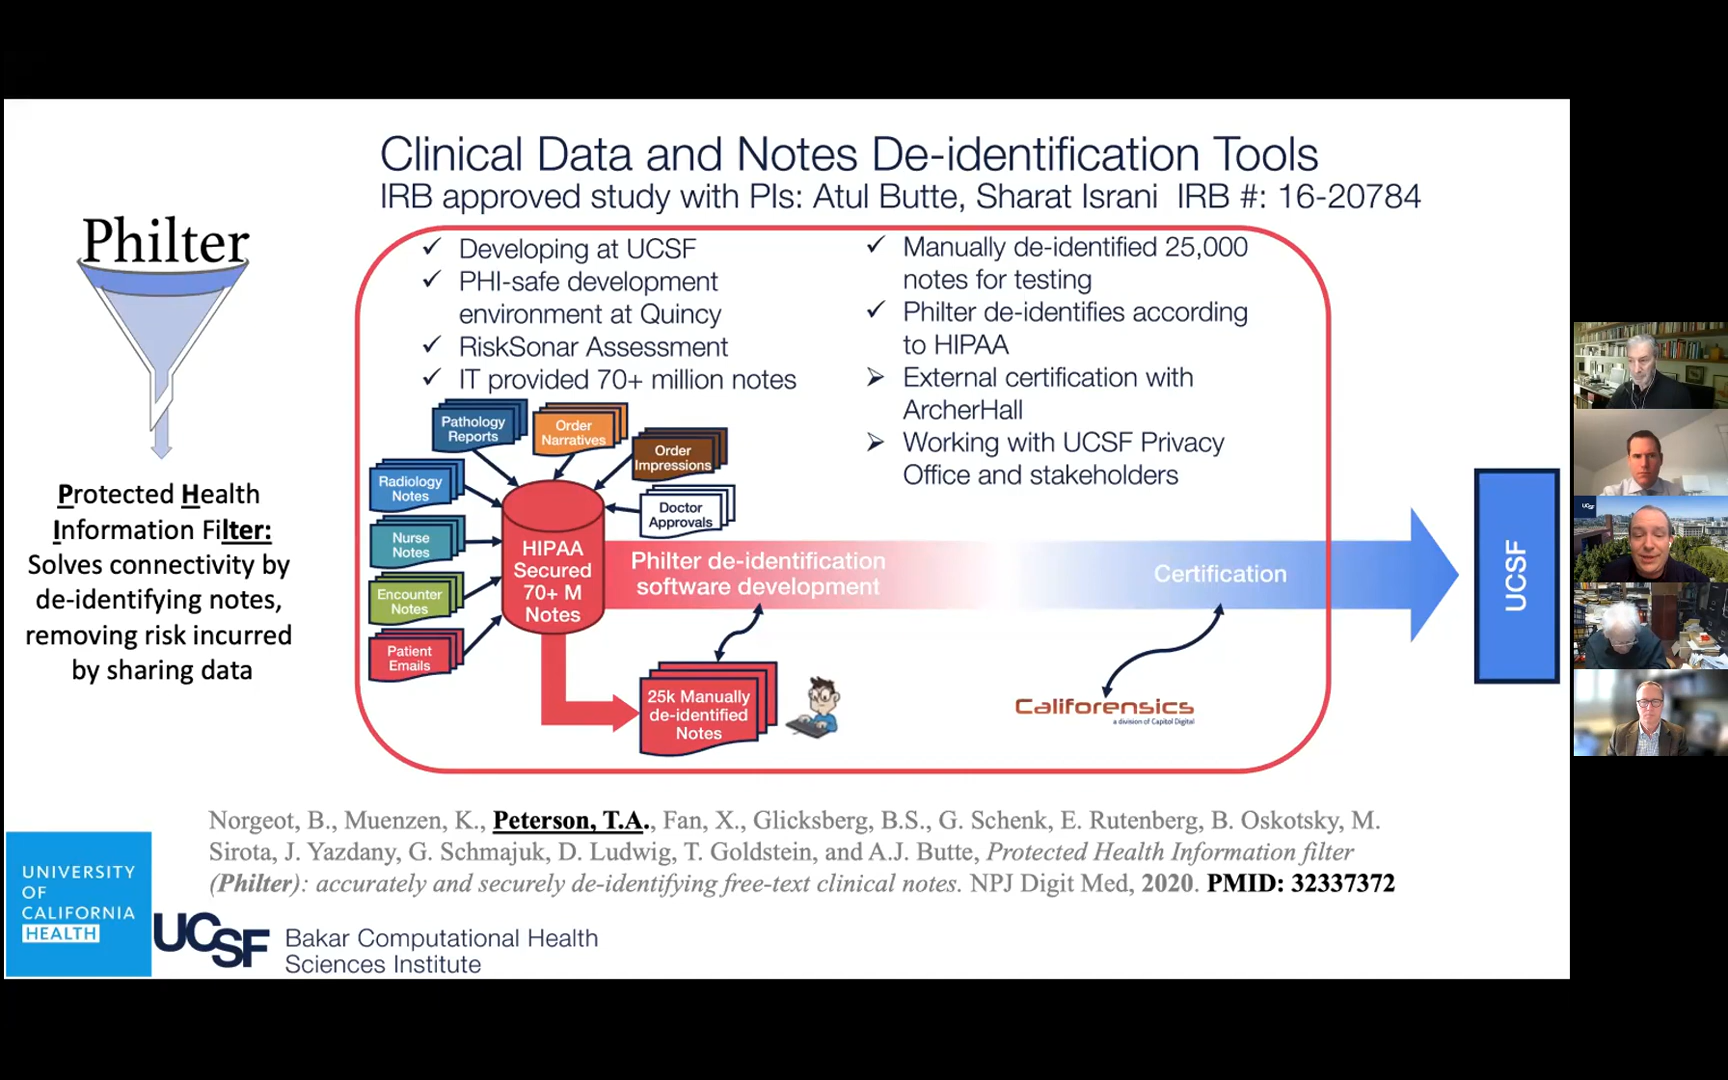 Clinical Data and Notes De-identification Tools
IRB approved study with PIs: Atul Butte, Sharat Israni IRB #: 16-20784
Philter
Protected Health
Information Filter:
Solves connectivity by
de-identifying notes,
removing risk incurred
by sharing data
✓ Developing at UCSF
✓ PHI-safe development
environment at Quincy
✓ RiskSonar Assessment
✓ IT provided 70+ million notes
✓ Manually de-identified 25,000
notes for testing
✓ Philter de-identifies according
to HIPAA
➢ External certification with
ArcherHall
➢ Working with UCSF Privacy
Office and stakeholders
Pathology
Reports
Order
Narratives
Order
Impressions
Radiology
Notes
Doctor
Approvals
Nurse
Notes
Encounter
Notes
Patient
Emails
HIPAA
Secured
70+ M
Notes
Philter de-identification
software development
Certification
UCSF
25k Manually
de-identified
Notes
Califorensics
a division of Capitol Digital
Norgeot, B., Muenzen, K., Peterson, T.A., Fan, X., Glicksberg, B.S., G. Schenk, E. Rutenberg, B. Oskotsky, M.
Sirota, J. Yazdany, G. Schmajuk, D. Ludwig, T. Goldstein, and A.J. Butte, Protected Health Information filter
(Philter): accurately and securely de-identifying free-text clinical notes. NPJ Digit Med, 2020. PMID: 32337372
UNIVERSITY
OF
CALIFORNIA
HEALTH
UCSF
Bakar Computational Health
Sciences Institute
UCSF